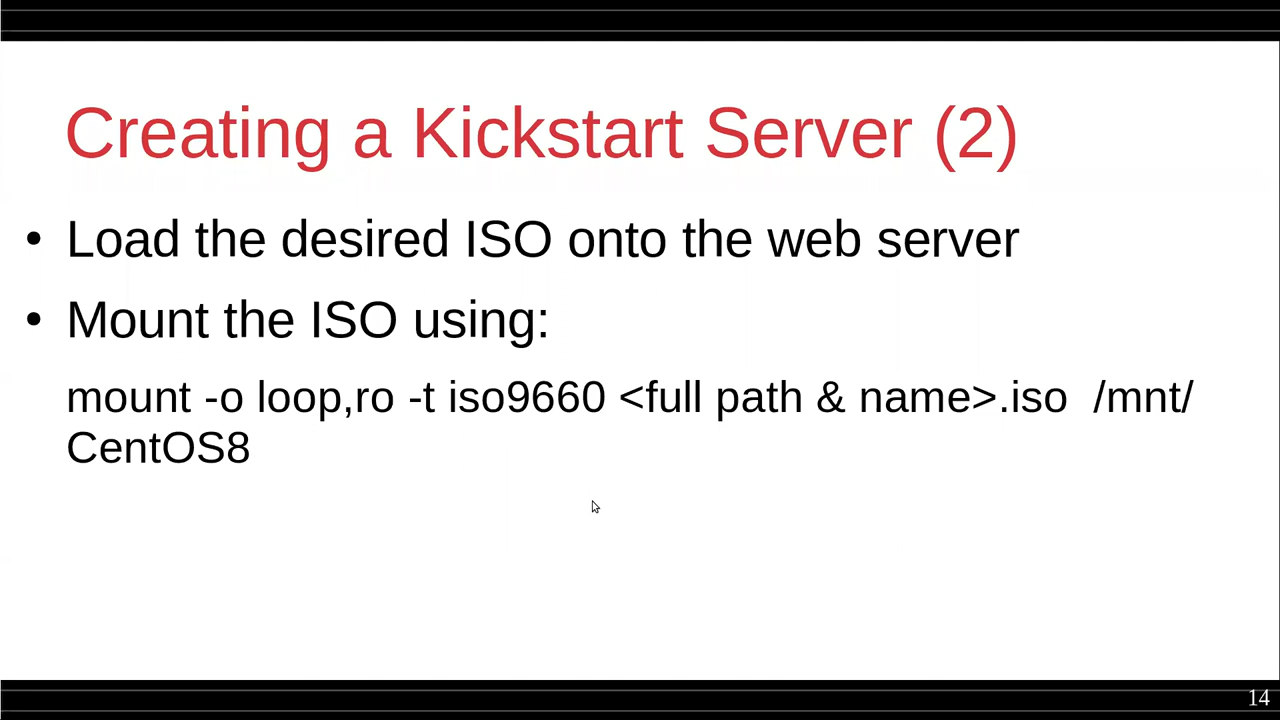 Creating a Kickstart Server (2)
• Load the desired ISO onto the web server
• Mount the ISO using:
mount -o loop,ro -t iso9660 <full path & name>.iso  /mnt/
CentOS8
14